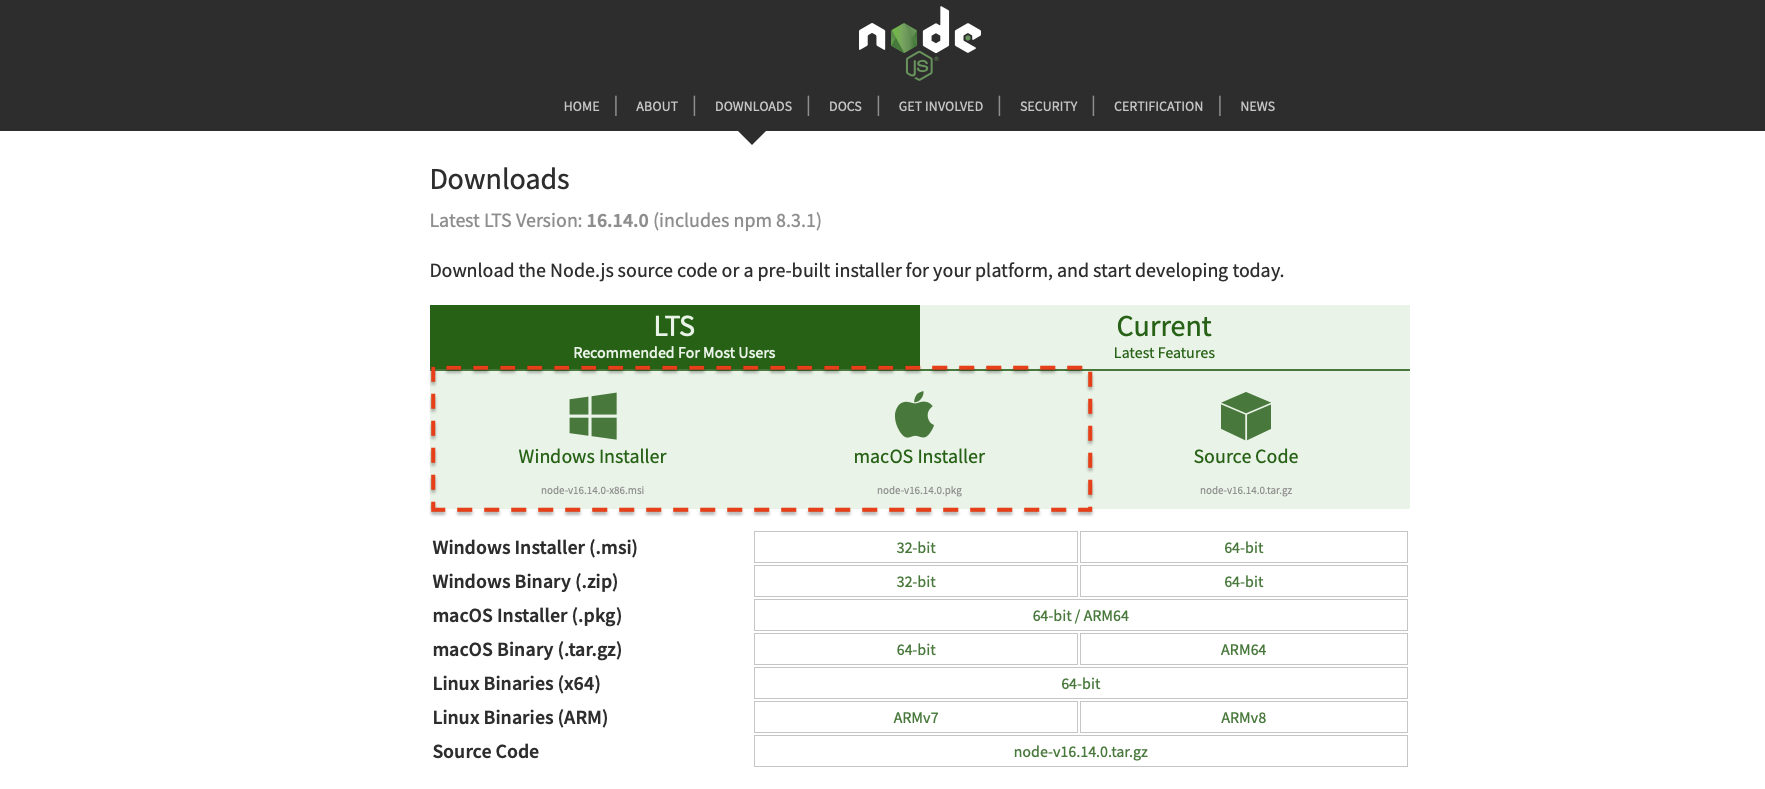 node
JS
HOME | ABOUT | DOWNLOADS | DOCS | GET INVOLVED | SECURITY | CERTIFICATION | NEWS
Downloads
Latest LTS Version: 16.14.0 (includes npm 8.3.1)
Download the Node.js source code or a pre-built installer for your platform, and start developing today.
LTS Current
Recommended For Most Users Latest Features
Windows Installer macOS Installer Source Code
node-v16.14.0-x86.msi node-v16.14.0.pkg node-v16.14.0.tar.gz
Windows Installer (.msi) 32-bit 64-bit
Windows Binary (.zip) 32-bit 64-bit
macOS Installer (.pkg) 64-bit / ARM64
macOS Binary (.tar.gz) 64-bit ARM64
Linux Binaries (x64) 64-bit
Linux Binaries (ARM) ARMv7 ARMv8
Source Code node-v16.14.0.tar.gz